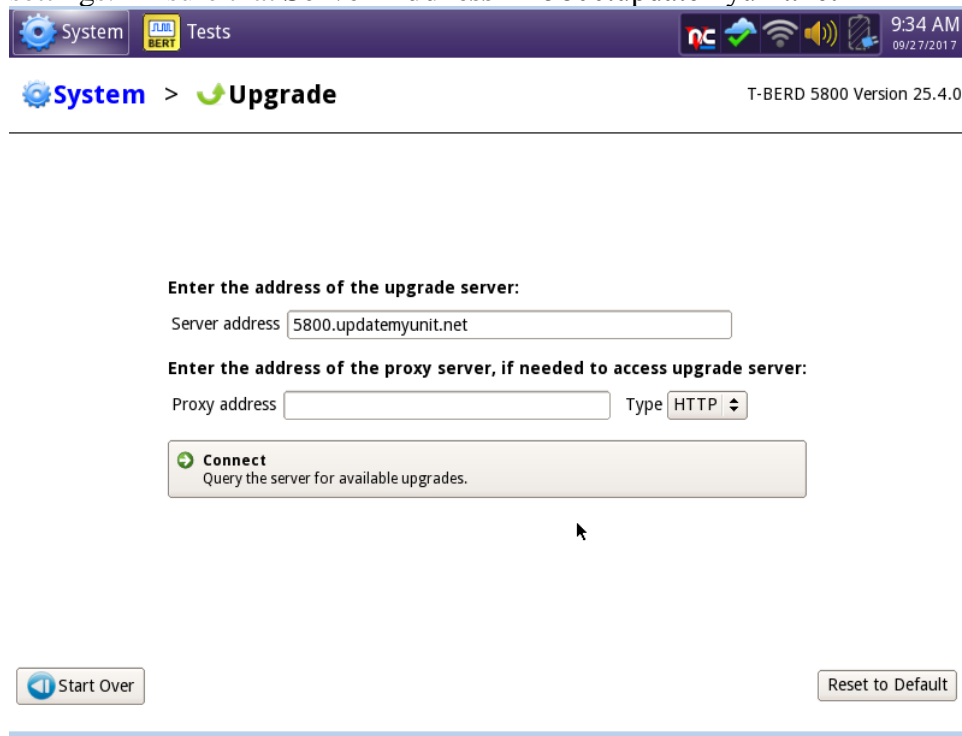 System BERT Tests 9:34 AM
09/27/2017
System > Upgrade T-BERD 5800 Version 25.4.0
Enter the address of the upgrade server:
Server address 5800.updatemyunit.net
Enter the address of the proxy server, if needed to access upgrade server:
Proxy address Type HTTP
Connect
Query the server for available upgrades.
Start Over Reset to Default